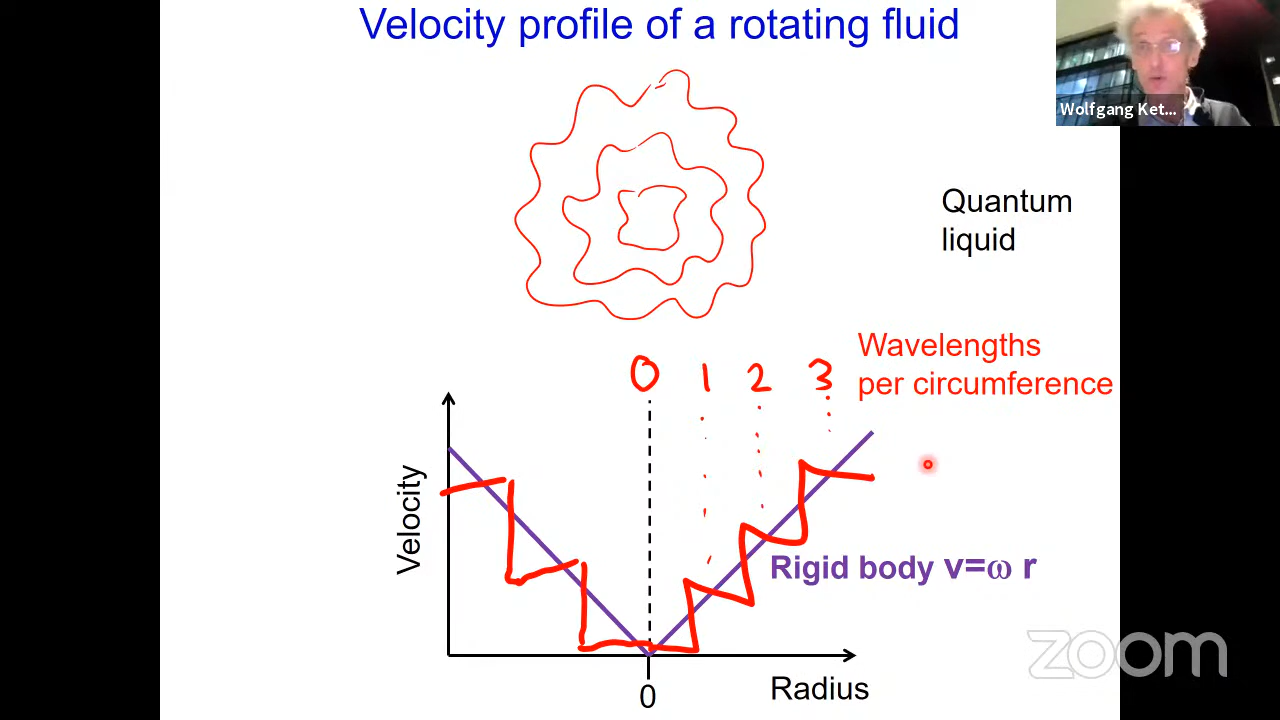 Velocity profile of a rotating fluid
Wolfgang Ket...
Quantum
liquid
Wavelengths
per circumference
0 1 2 3
Velocity
Rigid body v=ω r
0
Radius
zoom